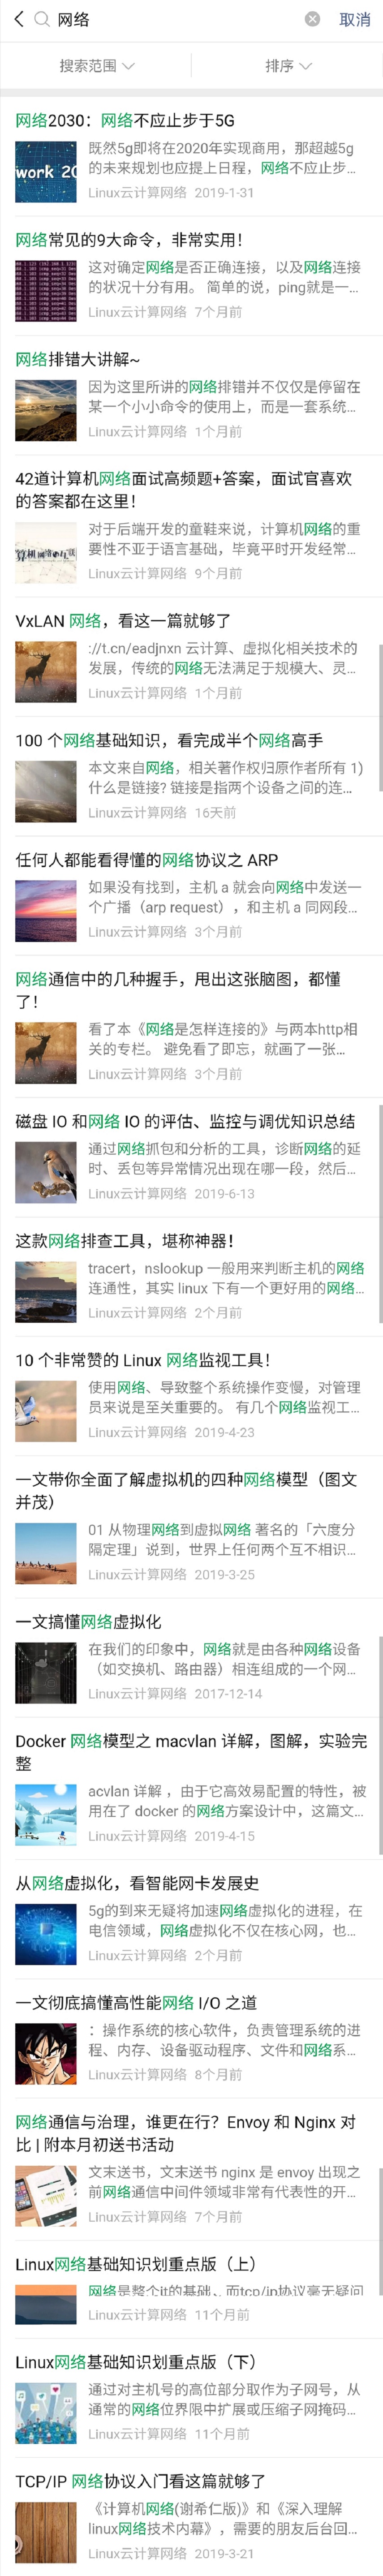 网络
取消
搜索范围
排序
网络2030：网络不应止步于5G
既然5g即将在2020年实现商用，那超越5g
的未来规划也应提上日程，网络不应止步...
Linux云计算网络 2019-1-31
网络常见的9大命令，非常实用！
这对确定网络是否正确连接，以及网络连接
的状况十分有用。 简单的说，ping就是一...
Linux云计算网络 7个月前
网络排错大讲解~
因为这里所讲的网络排错并不仅仅是停留在
某一个小小命令的使用上，而是一套系统...
Linux云计算网络 1个月前
42道计算机网络面试高频题+答案，面试官喜欢
的答案都在这里！
对于后端开发的童鞋来说，计算机网络的重
要性不亚于语言基础，毕竟平时开发经常...
Linux云计算网络 9个月前
VxLAN 网络，看这一篇就够了
://t.cn/eadjnxn 云计算、虚拟化相关技术的
发展，传统的网络无法满足于规模大、灵...
Linux云计算网络 1个月前
100 个网络基础知识，看完成半个网络高手
本文来自网络，相关著作权归原作者所有 1)
什么是链接? 链接是指两个设备之间的连...
Linux云计算网络 16天前
任何人都能看得懂的网络协议之 ARP
如果没有找到，主机 a 就会向网络中发送一
个广播（arp request），和主机 a 同网段...
Linux云计算网络 3个月前
网络通信中的几种握手，甩出这张脑图，都懂
了！
看了本《网络是怎样连接的》与两本http相
关的专栏。 避免看了即忘，就画了一张...
Linux云计算网络 3个月前
磁盘 IO 和网络 IO 的评估、监控与调优知识总结
通过网络抓包和分析的工具，诊断网络的延
时、丢包等异常情况出现在哪一段，然后...
Linux云计算网络 2019-6-13
这款网络排查工具，堪称神器！
tracert，nslookup 一般用来判断主机的网络
连通性，其实 linux 下有一个更好用的网络...
Linux云计算网络 2个月前
10 个非常赞的 Linux 网络监视工具！
使用网络、导致整个系统操作变慢，对管理
员来说是至关重要的。 有几个网络监视工...
Linux云计算网络 2019-4-23
一文带你全面了解虚拟机的四种网络模型（图文
并茂）
01 从物理网络到虚拟网络 著名的「六度分
隔定理」说到，世界上任何两个互不相识...
Linux云计算网络 2019-3-25
一文搞懂网络虚拟化
在我们的印象中，网络就是由各种网络设备
（如交换机、路由器）相连组成的一个网...
Linux云计算网络 2017-12-14
Docker 网络模型之 macvlan 详解，图解，实验完
整
acvlan 详解 ，由于它高效易配置的特性，被
用在了 docker 的网络方案设计中，这篇文...
Linux云计算网络 2019-4-15
从网络虚拟化，看智能网卡发展史
5g的到来无疑将加速网络虚拟化的进程，在
电信领域，网络虚拟化不仅在核心网，也...
Linux云计算网络 2个月前
一文彻底搞懂高性能网络 I/O 之道
：操作系统的核心软件，负责管理系统的进
程、内存、设备驱动程序、文件和网络系...
Linux云计算网络 8个月前
网络通信与治理，谁更在行？Envoy 和 Nginx 对
比 | 附本月初送书活动
文末送书，文末送书 nginx 是 envoy 出现之
前网络通信中间件领域非常有代表性的开...
Linux云计算网络 7个月前
Linux网络基础知识划重点版（上）
网络是整个it的基础，而tcp/ip协议毫无疑问
Linux云计算网络 11个月前
Linux网络基础知识划重点版（下）
通过对主机号的高位部分取作为子网号，从
通常的网络位界限中扩展或压缩子网掩码...
Linux云计算网络 11个月前
TCP/IP 网络协议入门看这篇就够了
《计算机网络(谢希仁版)》和《深入理解
linux网络技术内幕》，需要的朋友后台回...
Linux云计算网络 2019-3-21